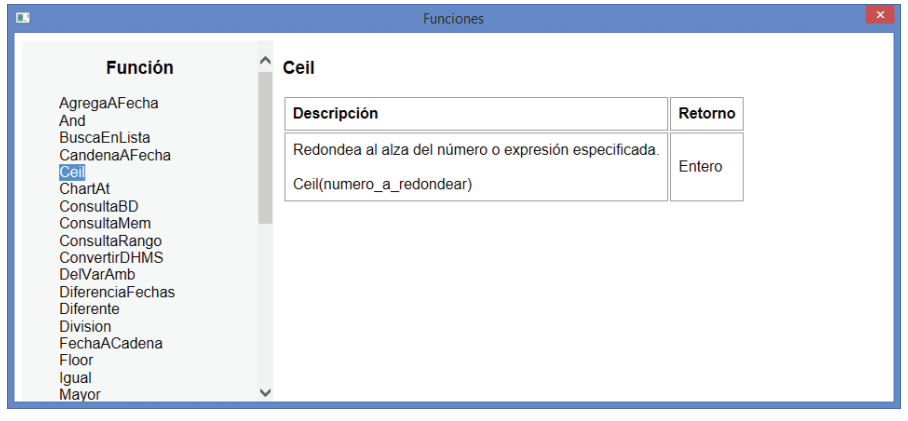 Funciones
Función
AgregaAFecha
And
BuscaEnLista
CandenaAFecha
Ceil
ChartAt
ConsultaBD
ConsultaMem
ConsultaRango
ConvertirDHMS
DelVarAmb
DiferenciaFechas
Diferente
Division
FechaACadena
Floor
Igual
Mayor
Ceil
Descripción Retorno
Redondea al alza del número o expresión especificada.
Entero
Ceil(numero_a_redondear)